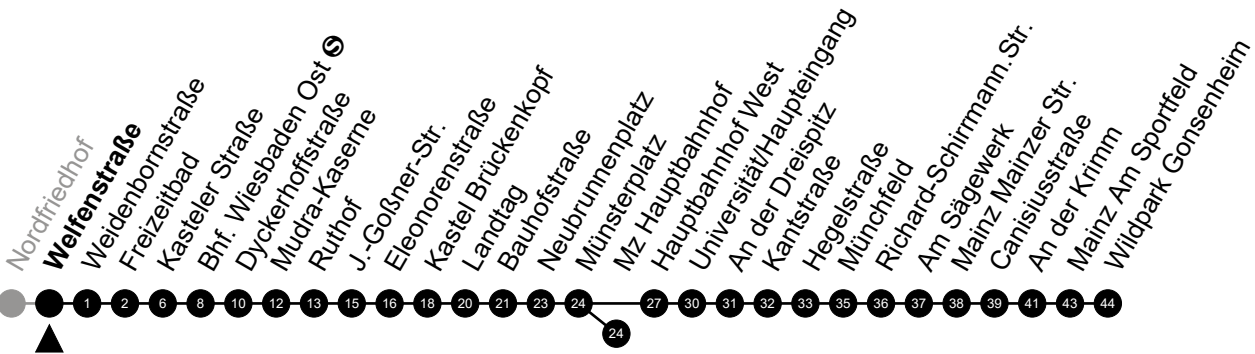 Nordfriedhof
Welfenstraße
Weidenbornstraße
Freizeitbad
Kasteler Straße
Bhf. Wiesbaden Ost S
Dyckerhoffstraße
Mudra-Kaserne
Ruthof
J.-Goßner-Str.
Eleonorenstraße
Kastel Brückenkopf
Landtag
Bauhofstraße
Neubrunnenplatz
Münsterplatz
Mz Hauptbahnhof
Hauptbahnhof West
Universität/Haupteingang
An der Dreispitz
Kantstraße
Hegelstraße
Münchfeld
Richard-Schirrmann.Str.
Am Sägewerk
Mainz Mainzer Str.
Canisiusstraße
An der Krimm
Mainz Am Sportfeld
Wildpark Gonsenheim
1 2 6 8 10 12 13 15 16 18 20 21 23 24 27 30 31 32 33 35 36 37 38 39 41 43 44
24